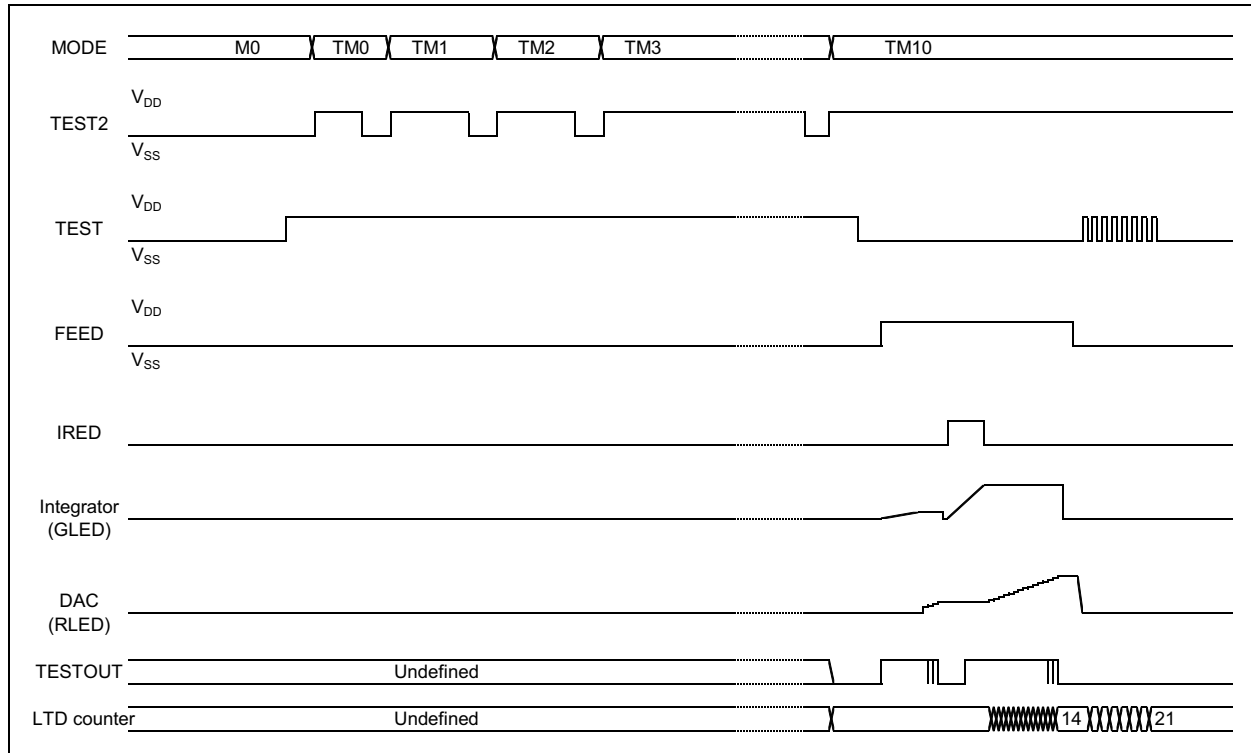 MODE M0 TM0 TM1 TM2 TM3 TM10
VDD
TEST2
VSS
VDD
TEST
VSS
VDD
FEED
VSS
IRED
Integrator
(GLED)
DAC
(RLED)
TESTOUT Undefined
LTD counter Undefined 14 21